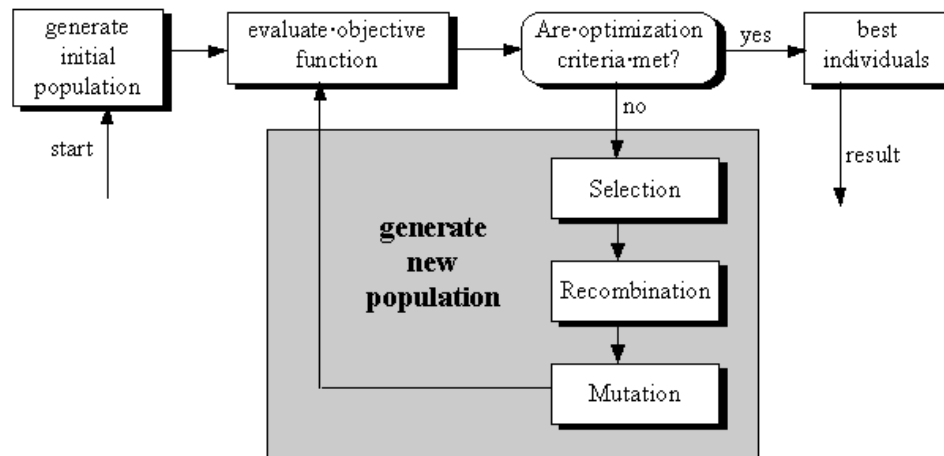 generate
initial
population
evaluate·objective
function
Are·optimization
criteria·met?
yes
best
individuals
start
no
result
Selection
generate
new
population
Recombination
Mutation